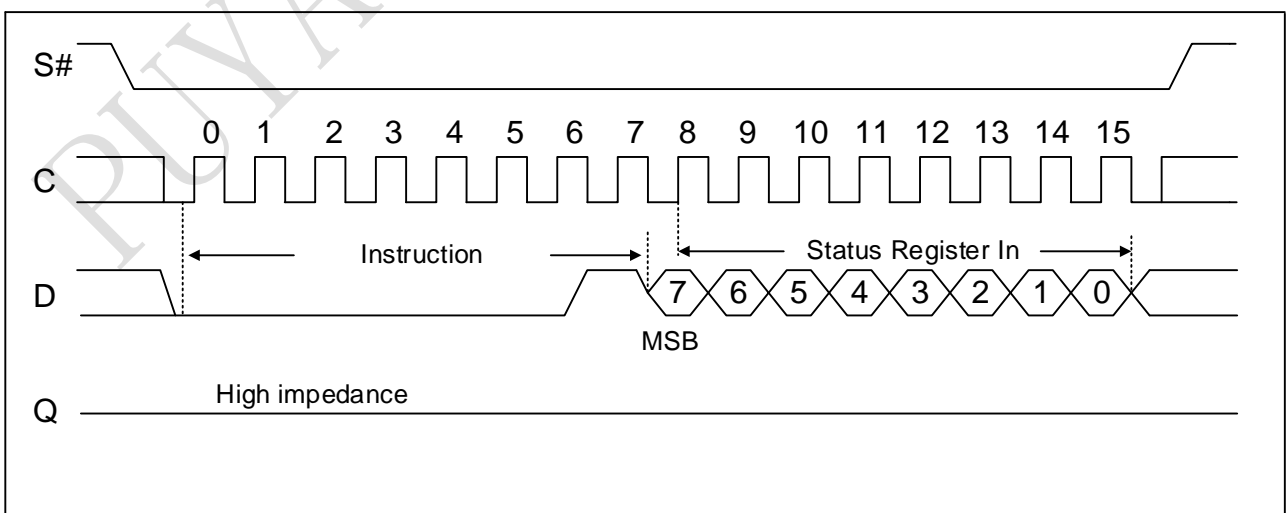 PUYA
S#
0 1 2 3 4 5 6 7 8 9 10 11 12 13 14 15
C
Instruction Status Register In
D 7 6 5 4 3 2 1 0
MSB
High impedance
Q